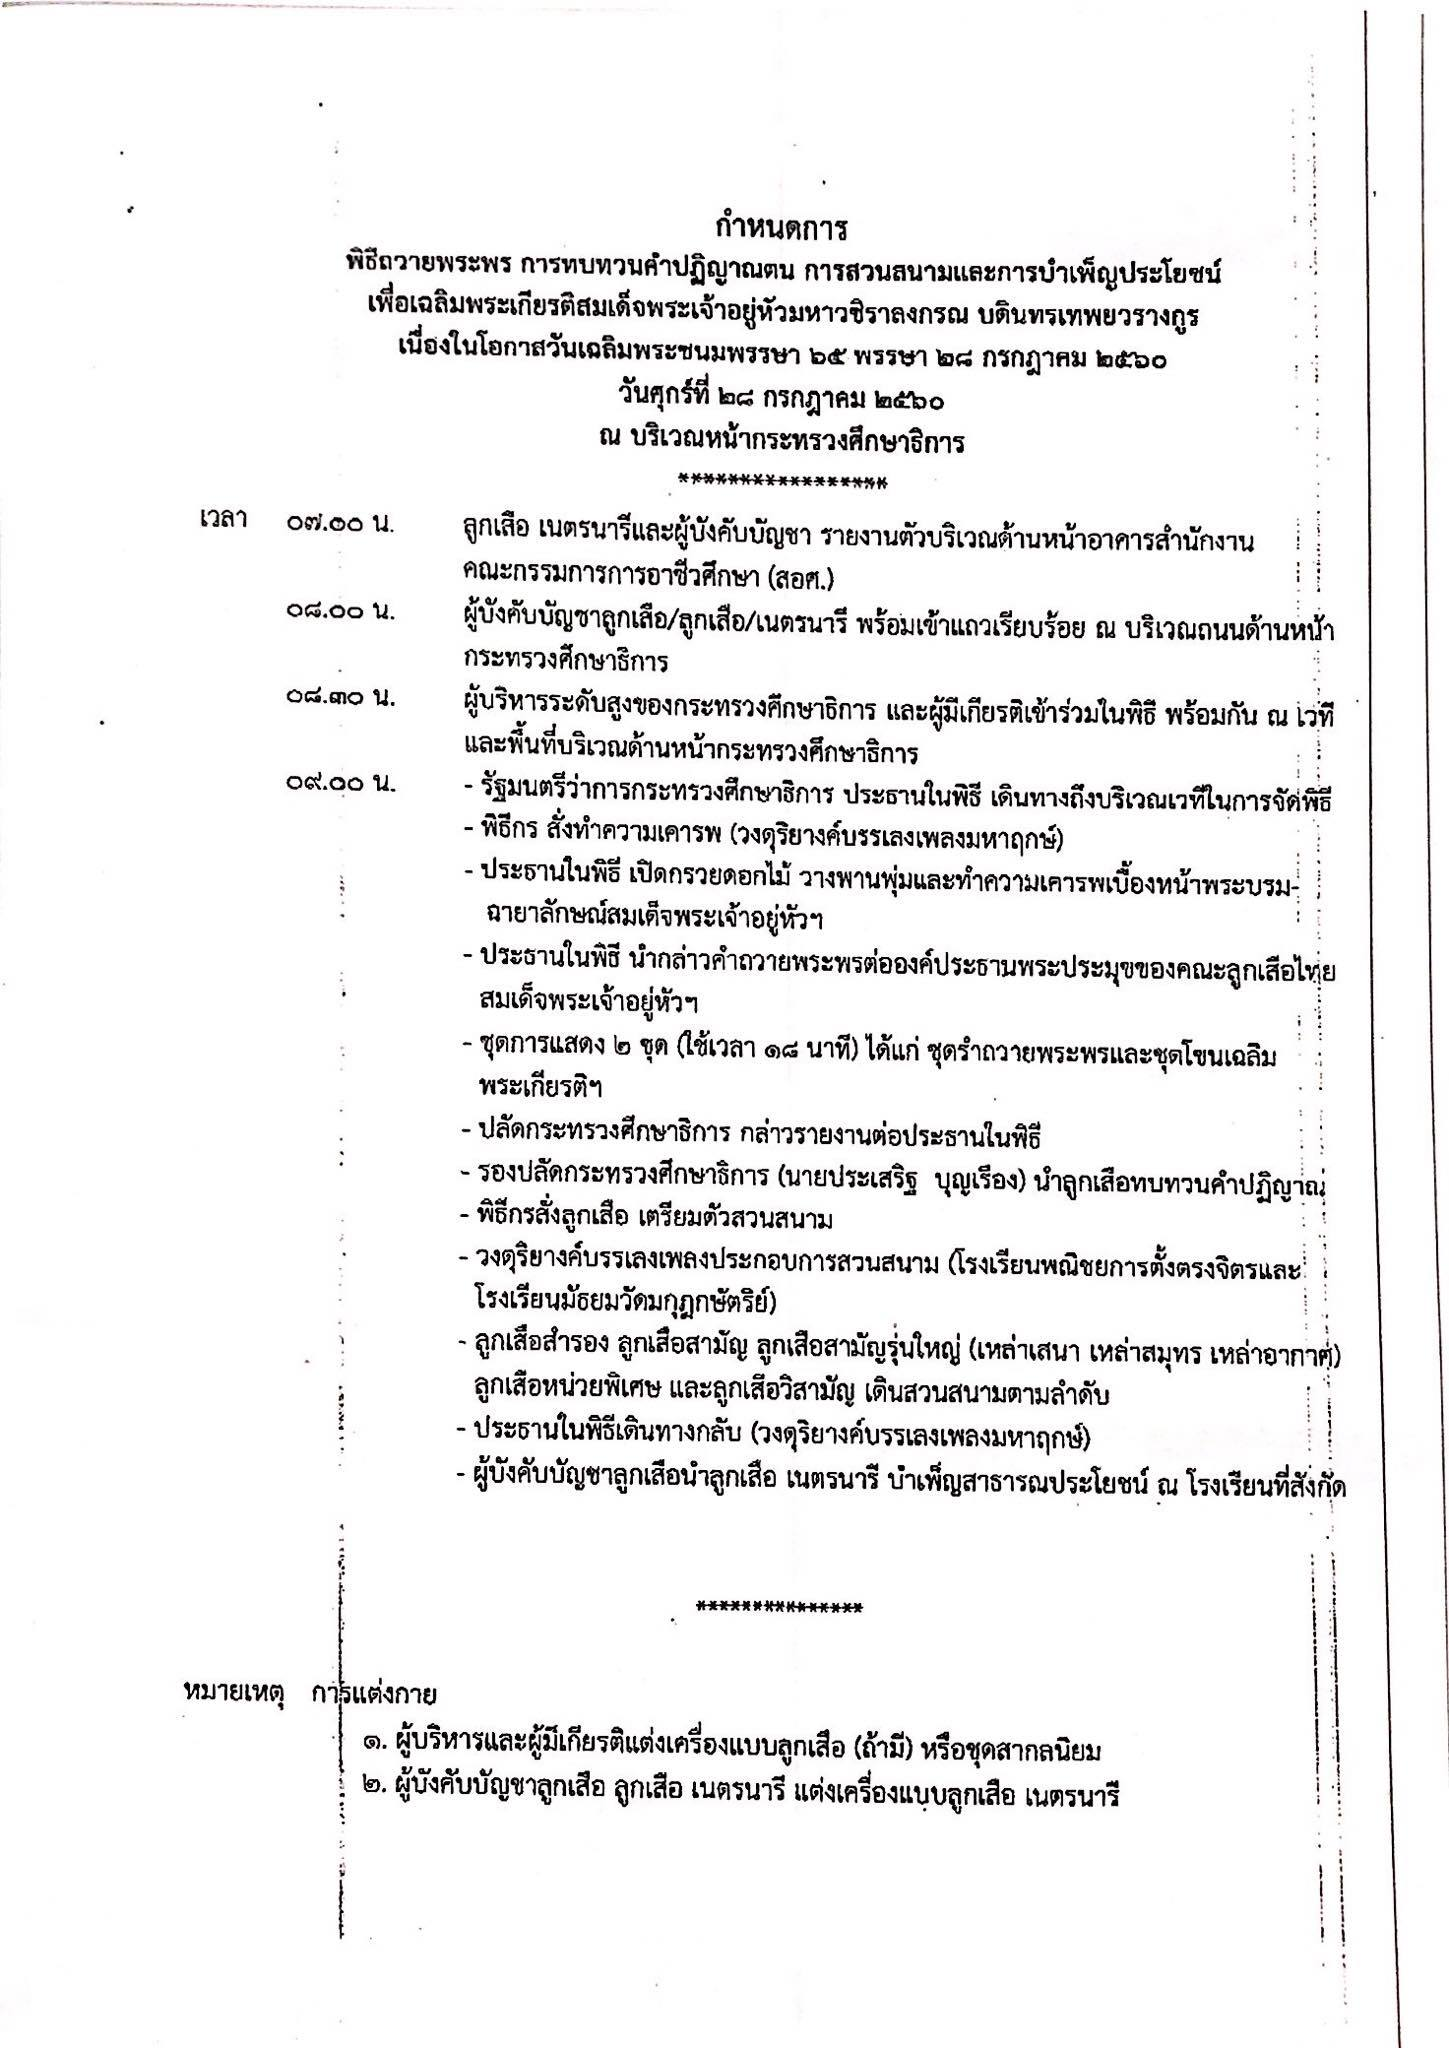 กำหนดการ
พิธีถวายพระพร การทบทวนคำปฏิญาณตน การสวนสนามและการบำเพ็ญประโยชน์
เพื่อเฉลิมพระเกียรติสมเด็จพระเจ้าอยู่หัวมหาวชิราลงกรณ บดินทรเทพยวรางกูร
เนื่องในโอกาสวันเฉลิมพระชนมพรรษา ๖๕ พรรษา ๒๘ กรกฎาคม ๒๕๖๐
วันศุกร์ที่ ๒๘ กรกฎาคม ๒๕๖๐
ณ บริเวณหน้ากระทรวงศึกษาธิการ
*****************
เวลา ๐๗.๐๐ น. ลูกเสือ เนตรนารีและผู้บังคับบัญชา รายงานตัวบริเวณด้านหน้าอาคารสำนักงาน
คณะกรรมการการอาชีวศึกษา (สอศ.)
๐๘.๐๐ น. ผู้บังคับบัญชาลูกเสือ/ลูกเสือ/เนตรนารี พร้อมเข้าแถวเรียบร้อย ณ บริเวณถนนด้านหน้า
กระทรวงศึกษาธิการ
๐๘.๓๐ น. ผู้บริหารระดับสูงของกระทรวงศึกษาธิการ และผู้มีเกียรติเข้าร่วมในพิธี พร้อมกัน ณ เวที
และพื้นที่บริเวณด้านหน้ากระทรวงศึกษาธิการ
๐๙.๐๐ น. - รัฐมนตรีว่าการกระทรวงศึกษาธิการ ประธานในพิธี เดินทางถึงบริเวณเวทีในการจัดพิธี
- พิธีกร สั่งทำความเคารพ (วงดุริยางค์บรรเลงเพลงมหาฤกษ์)
- ประธานในพิธี เปิดกรวยดอกไม้ วางพานพุ่มและทำความเคารพเบื้องหน้าพระบรม-
ฉายาลักษณ์สมเด็จพระเจ้าอยู่หัวฯ
- ประธานในพิธี นำกล่าวคำถวายพระพรต่อองค์ประธานพระประมุขของคณะลูกเสือไทย
สมเด็จพระเจ้าอยู่หัวฯ
- ชุดการแสดง ๒ ชุด (ใช้เวลา ๑๘ นาที) ได้แก่ ชุดรำถวายพระพรและชุดโขนเฉลิม
พระเกียรติฯ
- ปลัดกระทรวงศึกษาธิการ กล่าวรายงานต่อประธานในพิธี
- รองปลัดกระทรวงศึกษาธิการ (นายประเสริฐ บุญเรือง) นำลูกเสือทบทวนคำปฏิญาณ
- พิธีกรสั่งลูกเสือ เตรียมตัวสวนสนาม
- วงดุริยางค์บรรเลงเพลงประกอบการสวนสนาม (โรงเรียนพณิชยการตั้งตรงจิตรและ
โรงเรียนมัธยมวัดมกุฎกษัตริย์)
- ลูกเสือสำรอง ลูกเสือสามัญ ลูกเสือสามัญรุ่นใหญ่ (เหล่าเสนา เหล่าสมุทร เหล่าอากาศ)
ลูกเสือหน่วยพิเศษ และลูกเสือวิสามัญ เดินสวนสนามตามลำดับ
- ประธานในพิธีเดินทางกลับ (วงดุริยางค์บรรเลงเพลงมหาฤกษ์)
- ผู้บังคับบัญชาลูกเสือนำลูกเสือ เนตรนารี บำเพ็ญสาธารณประโยชน์ ณ โรงเรียนที่สังกัด
***************
หมายเหตุ การแต่งกาย
๑. ผู้บริหารและผู้มีเกียรติแต่งเครื่องแบบลูกเสือ (ถ้ามี) หรือชุดสากลนิยม
๒. ผู้บังคับบัญชาลูกเสือ ลูกเสือ เนตรนารี แต่งเครื่องแบบลูกเสือ เนตรนารี